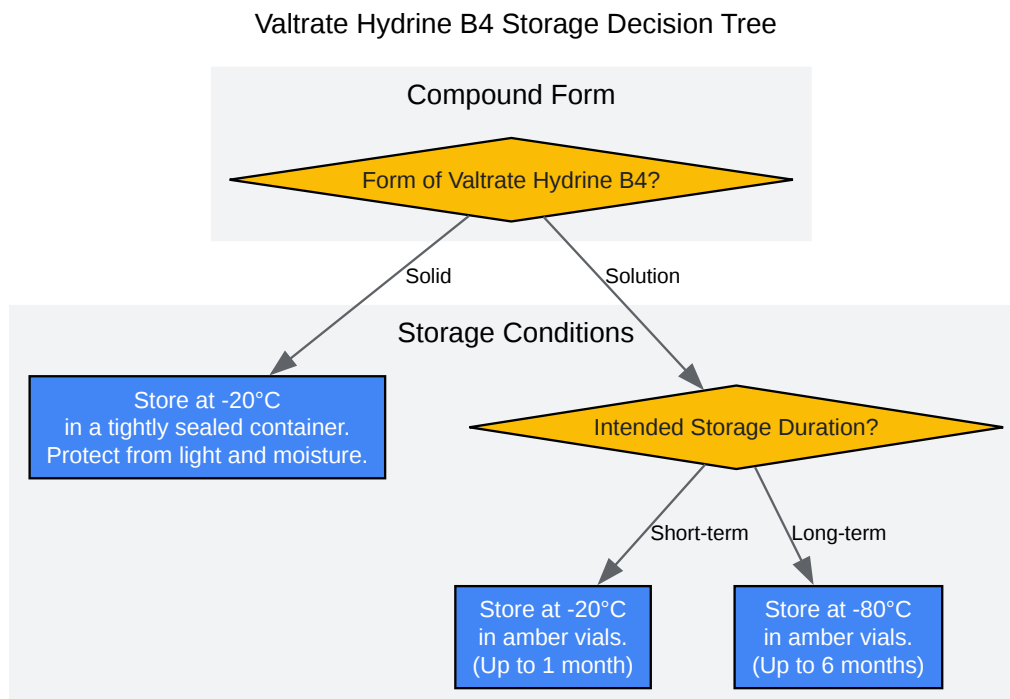 Valtrate Hydrine B4 Storage Decision Tree
Compound Form
Form of Valtrate Hydrine B4?
Solid
Solution
Storage Conditions
Store at -20°C
in a tightly sealed container.
Protect from light and moisture.
Intended Storage Duration?
Short-term
Long-term
Store at -20°C
in amber vials.
(Up to 1 month)
Store at -80°C
in amber vials.
(Up to 6 months)